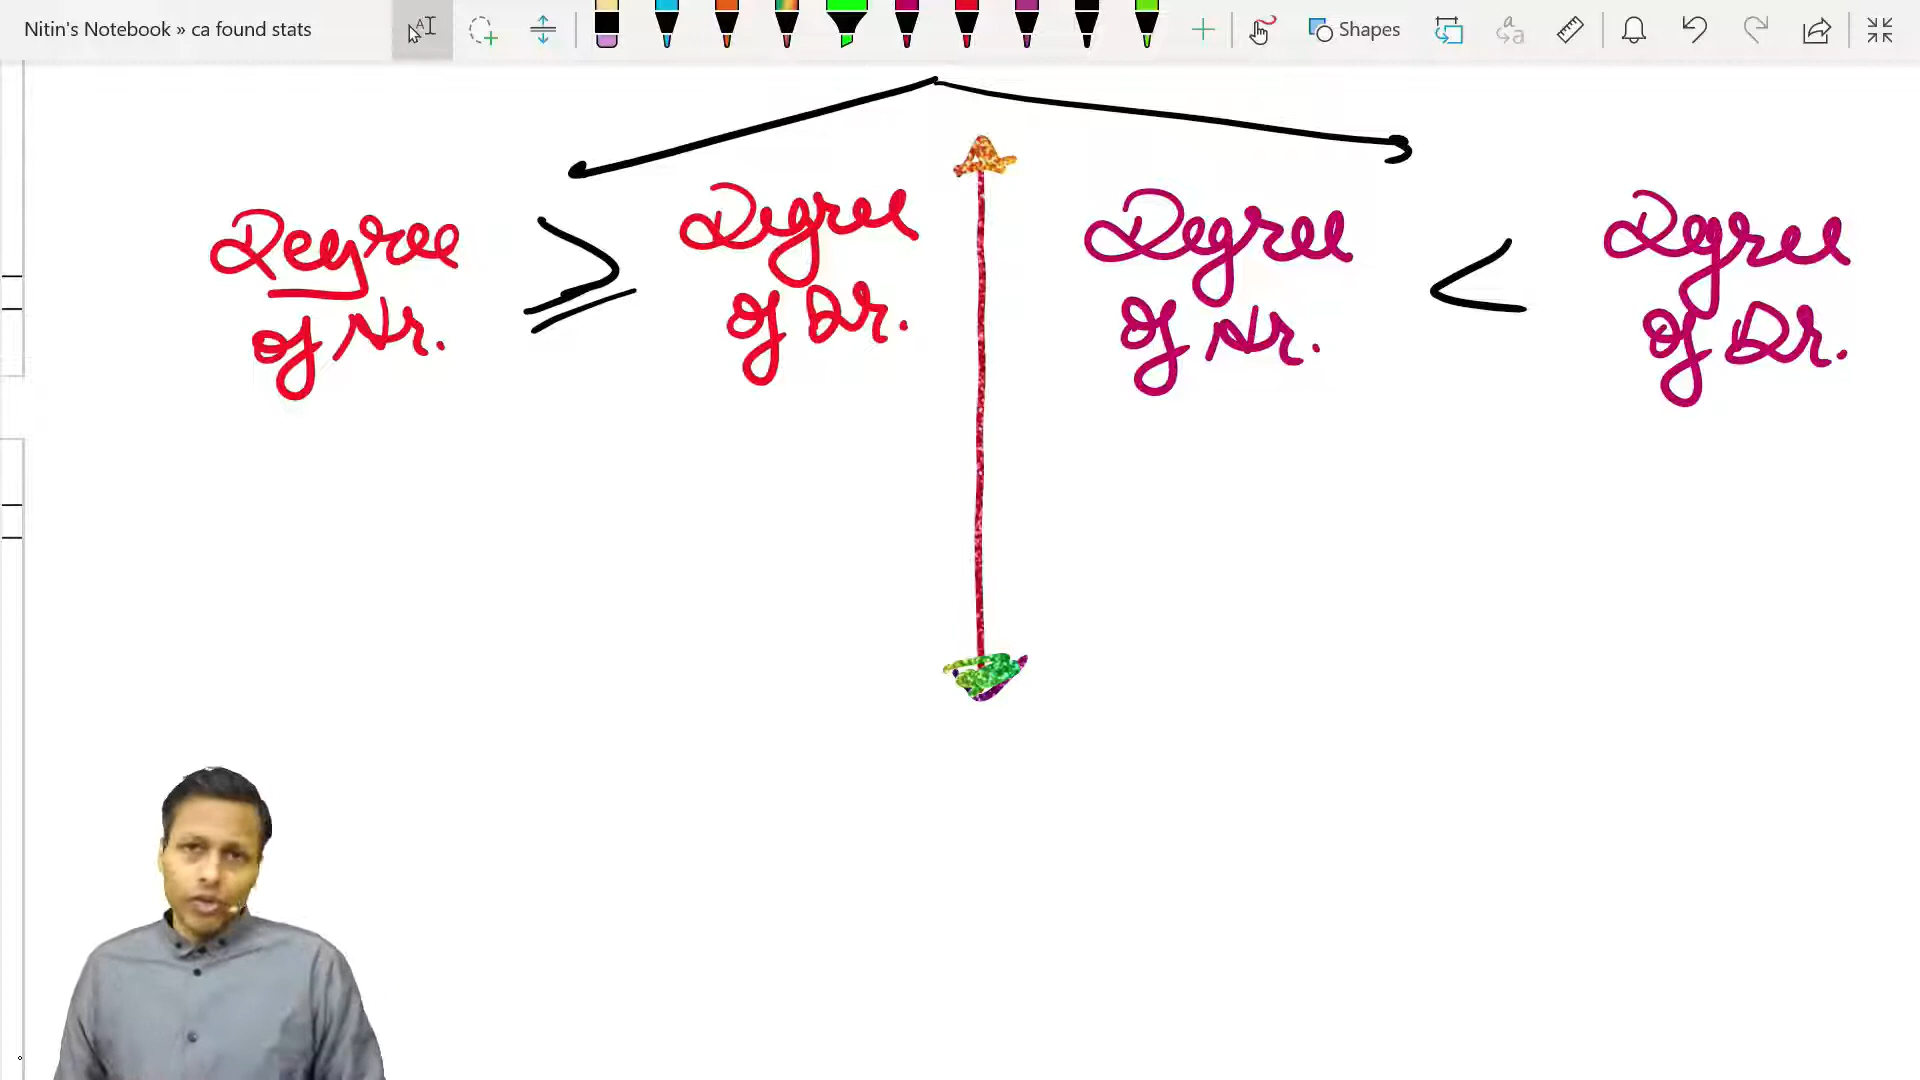 Nitin's Notebook » ca found stats
Shapes
Degree ≥ Degree
of Nr. of Dr.
Degree < Degree
of Nr. of Dr.